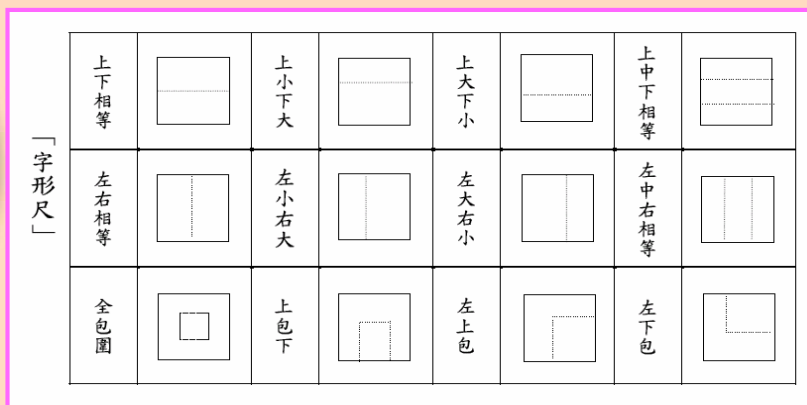 「字形尺」
上下相等
上小下大
上大下小
上中下相等
左右相等
左小右大
左大右小
左中右相等
全包圍
上包下
左上包
左下包